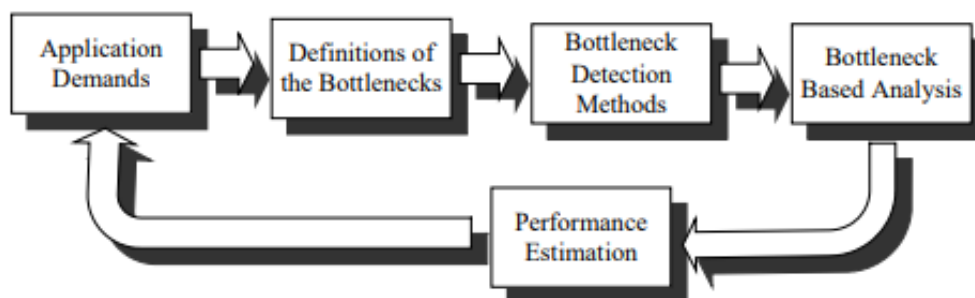 Application
Demands
Definitions of
the Bottlenecks
Bottleneck
Detection
Methods
Bottleneck
Based Analysis
Performance
Estimation